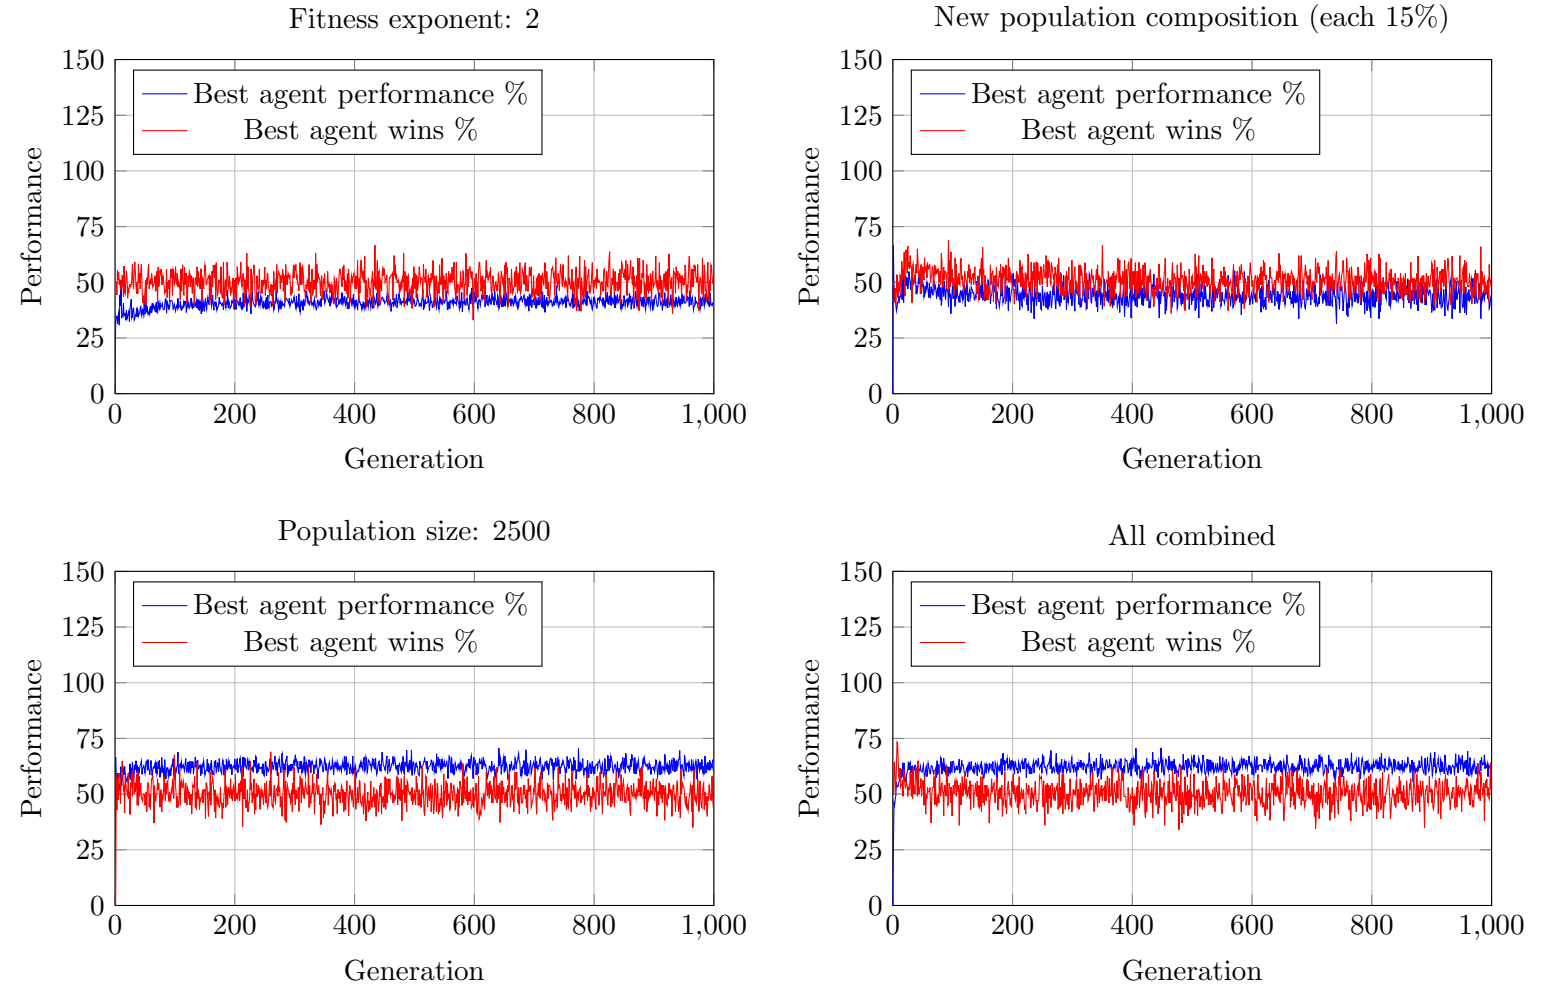 Fitness exponent: 2
150
125
100
75
50
25
0
Performance
Best agent performance %
Best agent wins %
0 200 400 600 800 1,000
Generation
New population composition (each 15%)
150
125
100
75
50
25
0
Performance
Best agent performance %
Best agent wins %
0 200 400 600 800 1,000
Generation
Population size: 2500
150
125
100
75
50
25
0
Performance
Best agent performance %
Best agent wins %
0 200 400 600 800 1,000
Generation
All combined
150
125
100
75
50
25
0
Performance
Best agent performance %
Best agent wins %
0 200 400 600 800 1,000
Generation